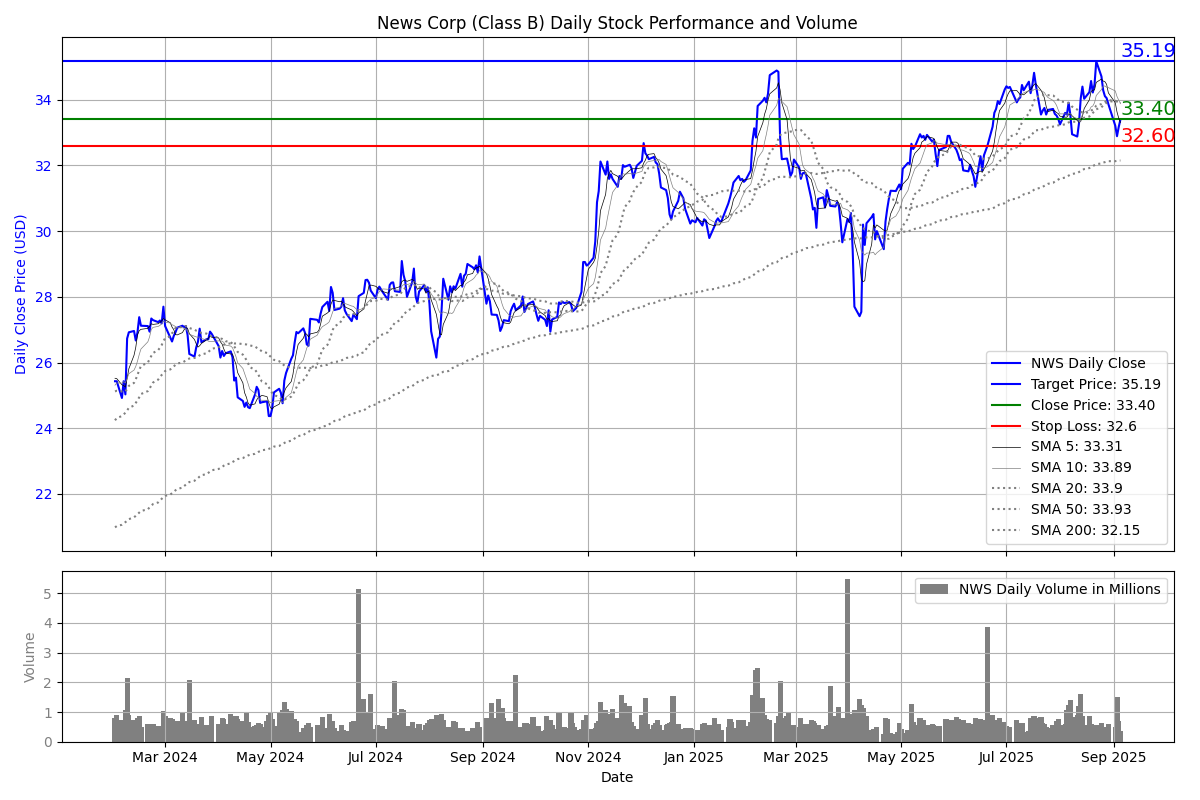 News Corp (Class B) Daily Stock Performance and Volume
35.19
33.40
32.60
34
32
30
28
26
24
22
Daily Close Price (USD)
NWS Daily Close
Target Price: 35.19
Close Price: 33.40
Stop Loss: 32.6
SMA 5: 33.31
SMA 10: 33.89
SMA 20: 33.9
SMA 50: 33.93
SMA 200: 32.15
5
4
3
2
1
0
Volume
NWS Daily Volume in Millions
Mar 2024 May 2024 Jul 2024 Sep 2024 Nov 2024 Jan 2025 Mar 2025 May 2025 Jul 2025 Sep 2025
Date